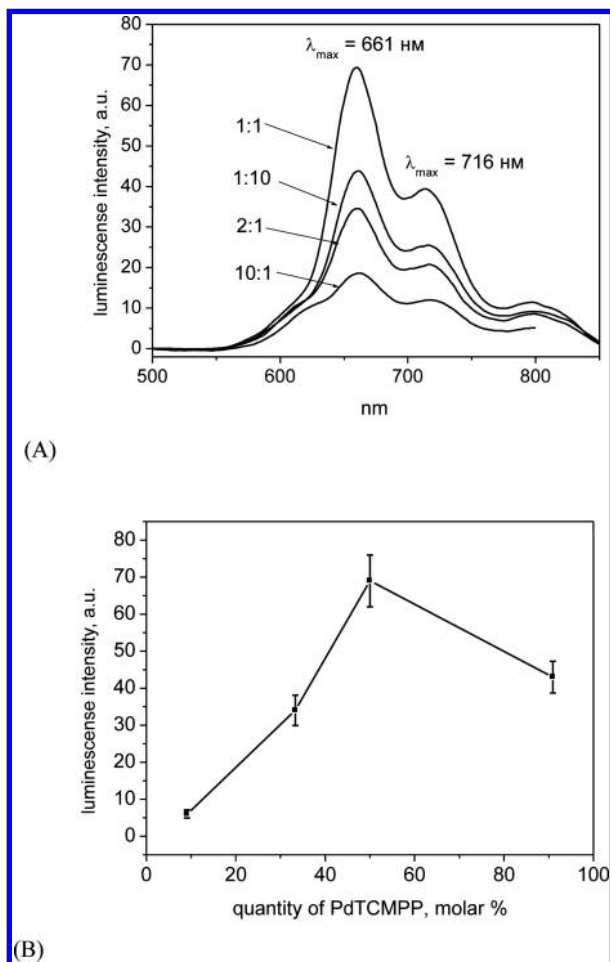 80
70
60
50
40
30
20
10
0
luminescense intensity, a.u.
λmax = 661 нм
λmax = 716 нм
1:1
1:10
2:1
10:1
500 600 700 800
nm
(A)
80
70
60
50
40
30
20
10
0
luminescense intensity, a.u.
0 20 40 60 80 100
quantity of PdTCMPP, molar %
(B)